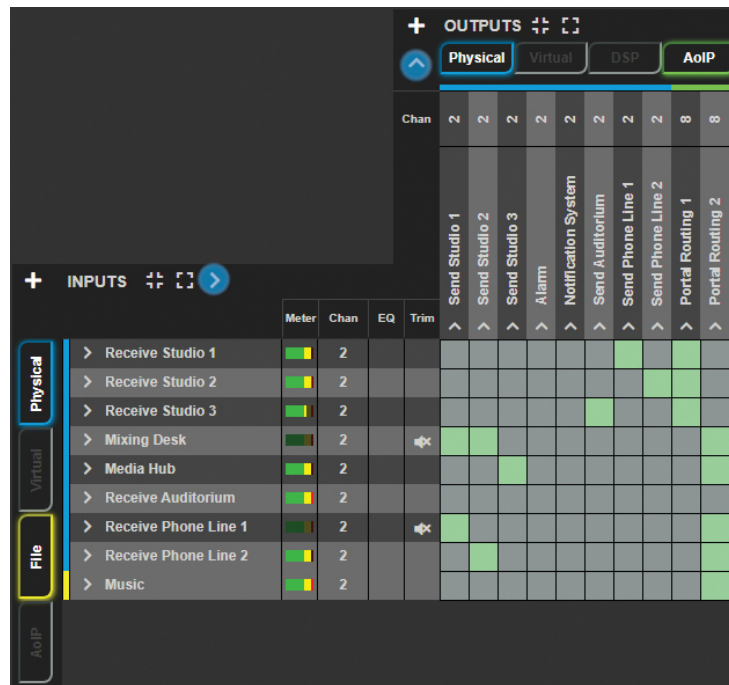 OUTPUTS
Physical Virtual DSP AoIP
Chan 2 2 2 2 2 2 2 2 8 8
Send Studio 1
Send Studio 2
Send Studio 3
Alarm
Notification System
Send Auditorium
Send Phone Line 1
Send Phone Line 2
Portal Routing 1
Portal Routing 2
INPUTS
Meter Chan EQ Trim
Physical
Virtual
File
AoIP
Receive Studio 1 2
Receive Studio 2 2
Receive Studio 3 2
Mixing Desk 2
Media Hub 2
Receive Auditorium 2
Receive Phone Line 1 2
Receive Phone Line 2 2
Music 2